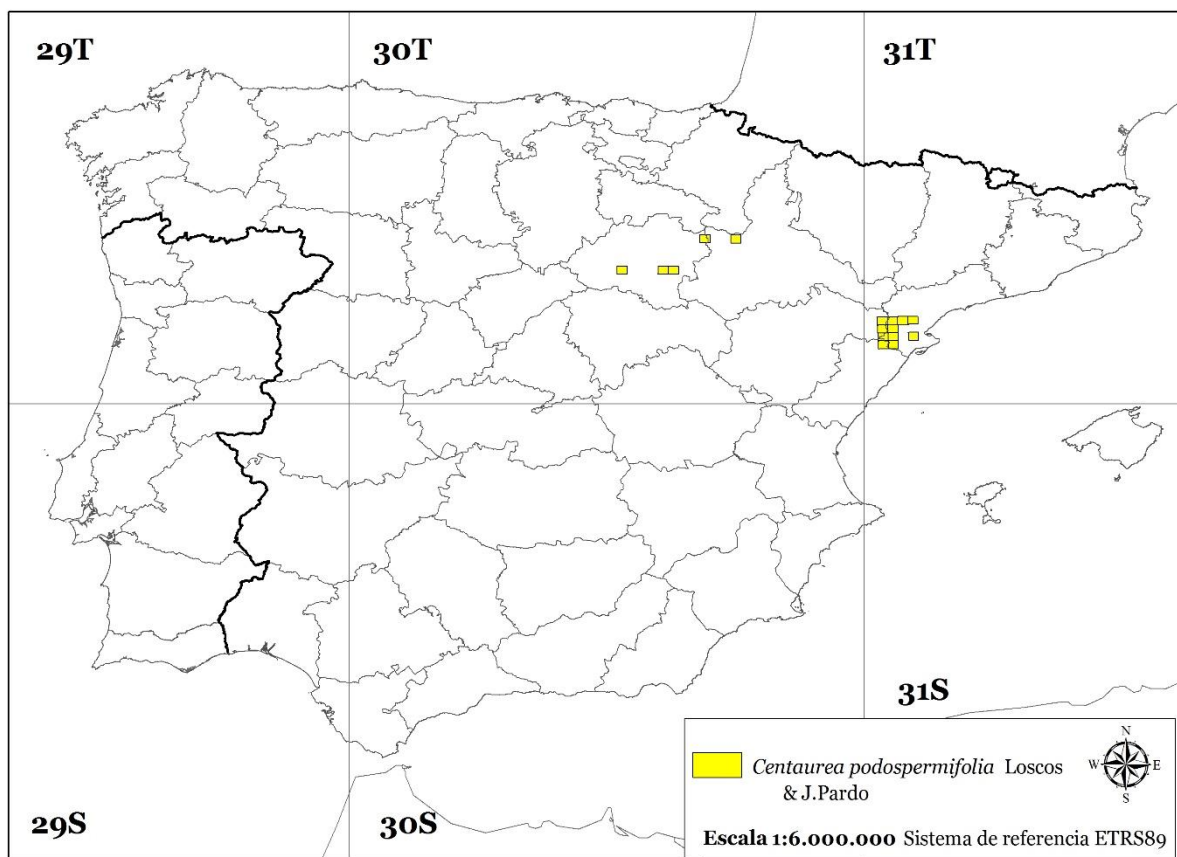 29T 30T 31T
31S
N
W E
S
Centaurea podospermifolia Loscos
& J.Pardo
29S 30S
Escala 1:6.000.000 Sistema de referencia ETRS89